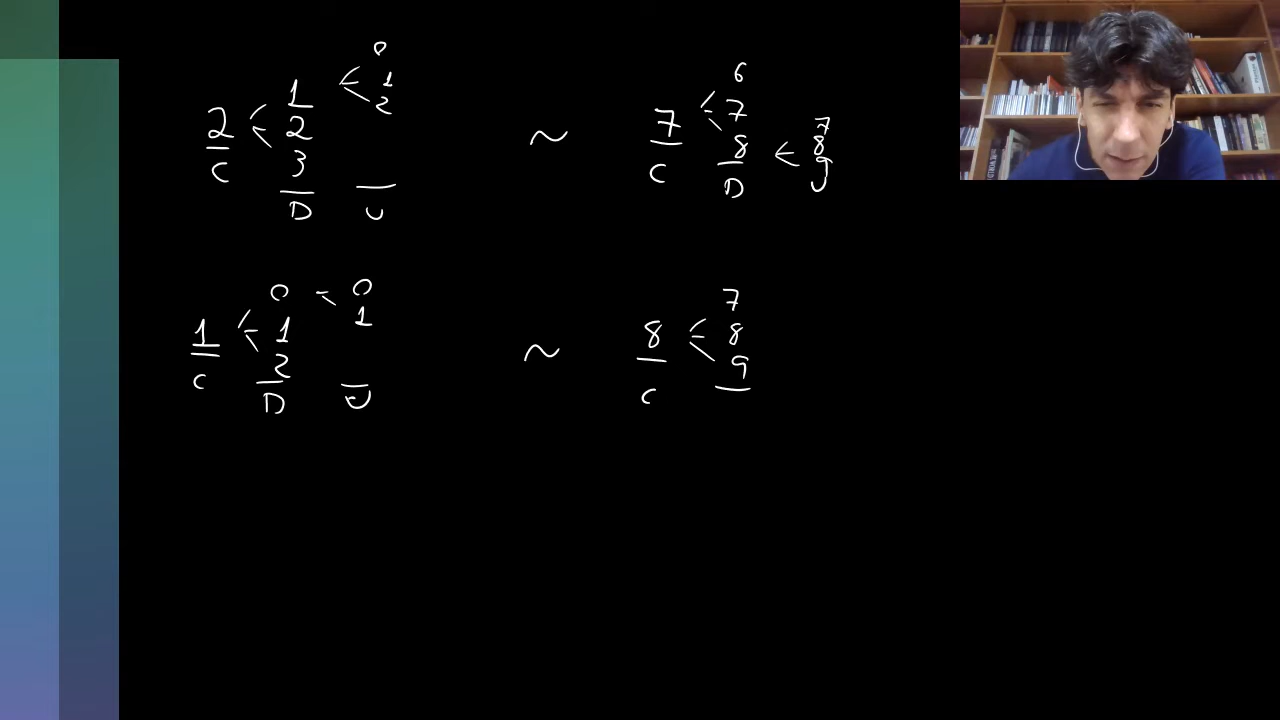 0
1 < 1
2 < 2 2 ~
3
C D U
6
7 < 7
8 < 7
8
9
C D U
0 < 0
1 < 1 1 ~
2
C D U
7
8 < 8
9
C